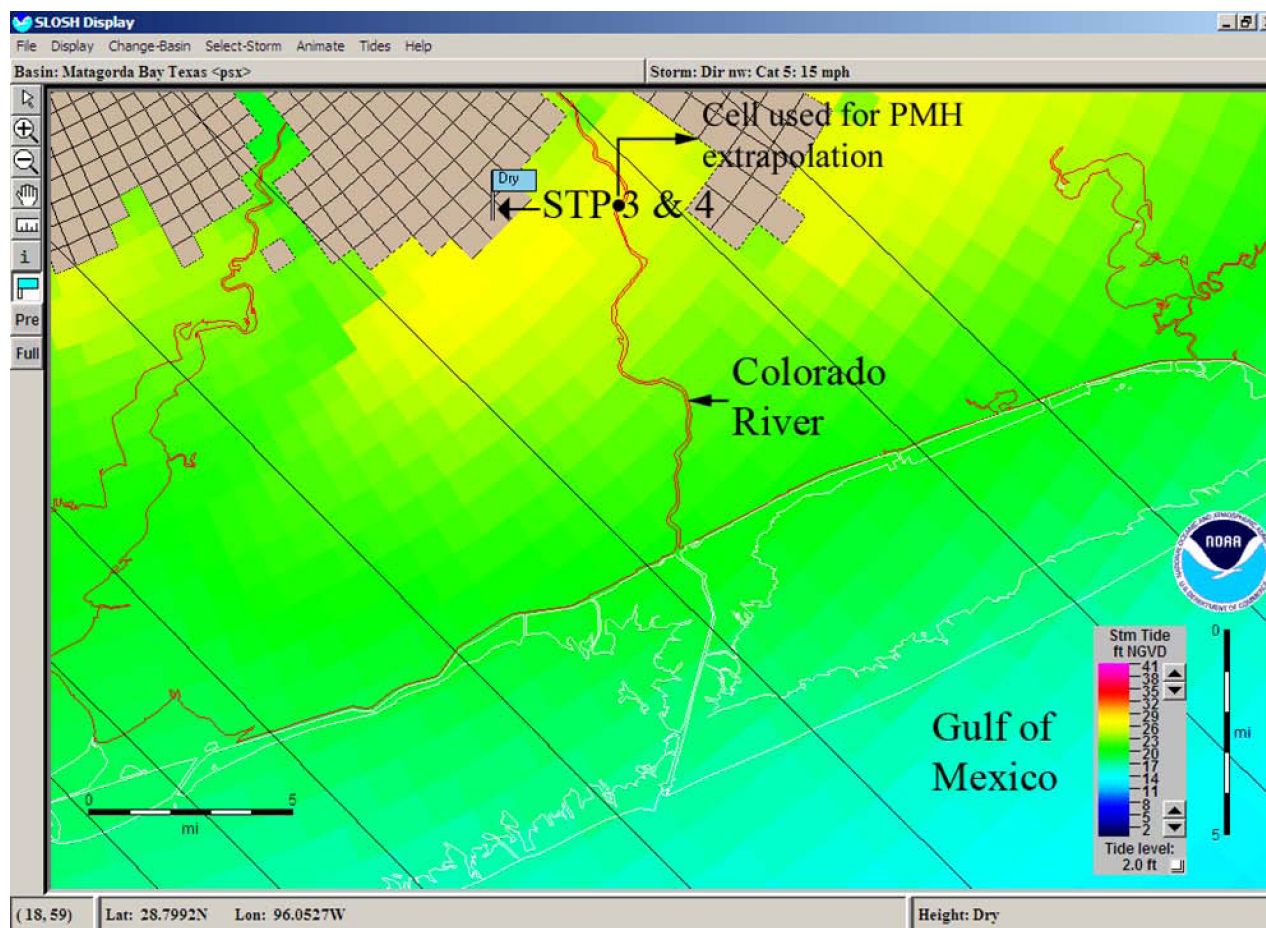 SLOSH Display
File Display Change-Basin Select-Storm Animate Tides Help
Basin: Matagorda Bay Texas <psx>
Storm: Dir nw: Cat 5: 15 mph
Cell used for PMH
extrapolation
Dry
STP 3 & 4
i
Pre
Full
Colorado
River
NOAA
Gulf of
Mexico
Stm Tide
ft NGVD
41
38
35
32
29
26
23
20
17
14
11
8
5
2
Tide level:
2.0 ft
0
mi
5
0 5
mi
(18, 59)
Lat: 28.7992N Lon: 96.0527W
Height: Dry